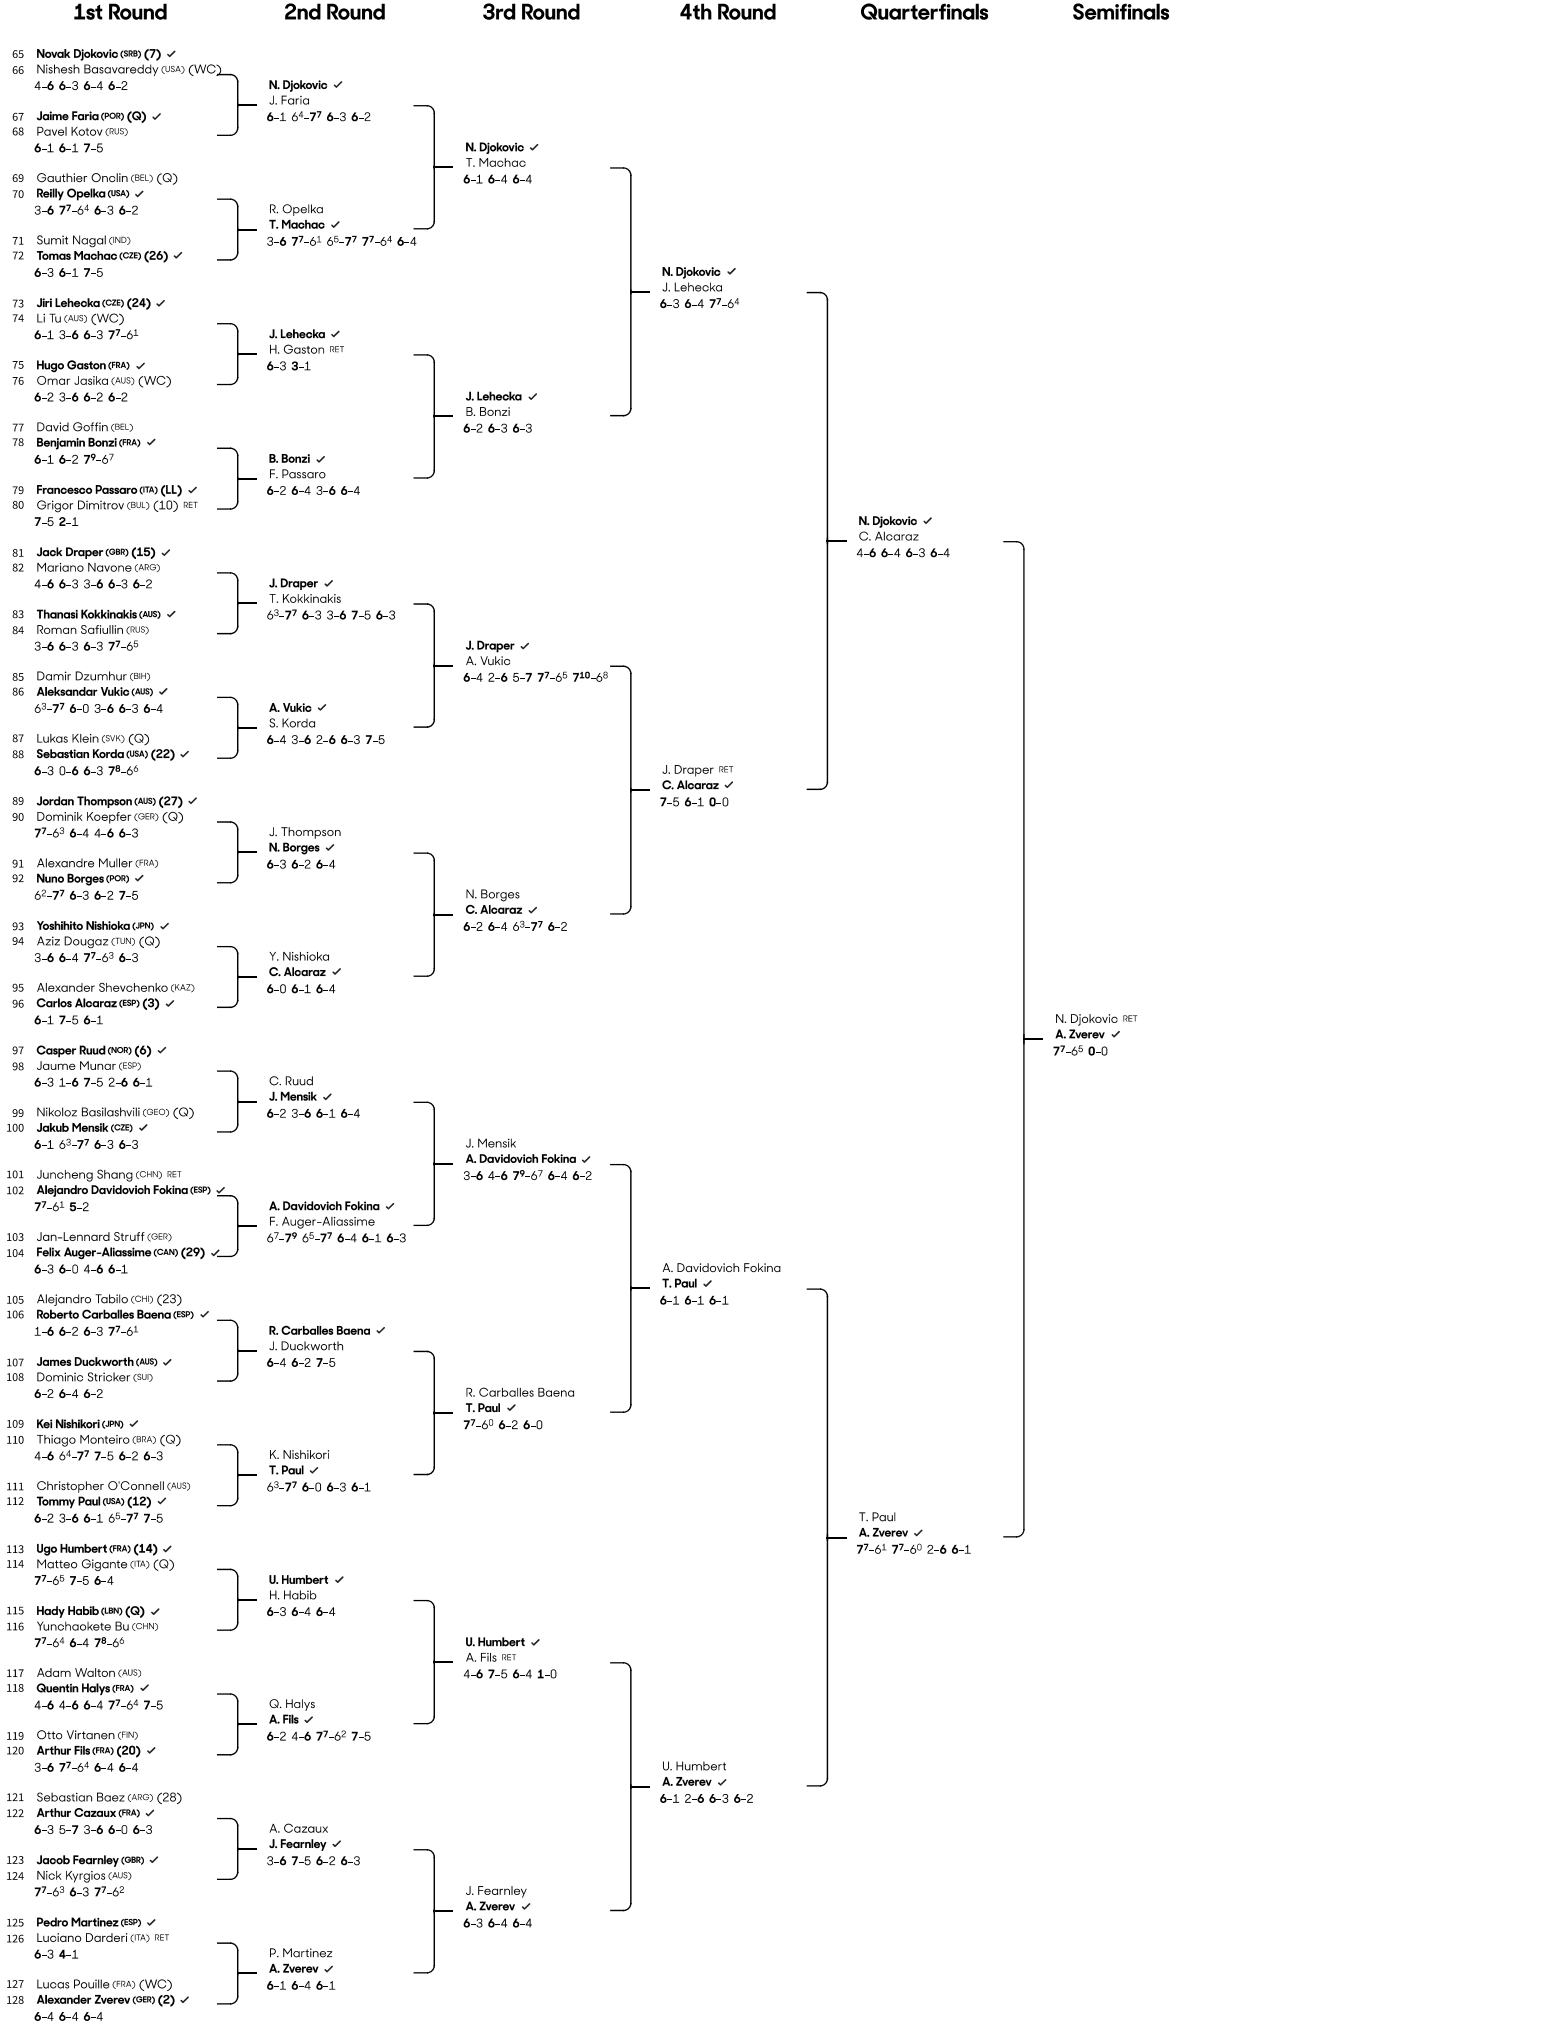 1st Round
2nd Round
3rd Round
4th Round
Quarterfinals
Semifinals
65 Novak Djokovic (SRB) (7) ✓
66 Nishesh Basavareddy (USA) (WC)
4–6 6–3 6–4 6–2
67 Jaime Faria (POR) (Q) ✓
68 Pavel Kotov (RUS)
6–1 6–1 7–5
69 Gauthier Onclin (BEL) (Q)
70 Reilly Opelka (USA) ✓
3–6 7⁷–6⁴ 6–3 6–2
71 Sumit Nagal (IND)
72 Tomas Machac (CZE) (26) ✓
6–3 6–1 7–5
73 Jiri Lehecka (CZE) (24) ✓
74 Li Tu (AUS) (WC)
6–1 3–6 6–3 7⁷–6¹
75 Hugo Gaston (FRA) ✓
76 Omar Jasika (AUS) (WC)
6–2 3–6 6–2 6–2
77 David Goffin (BEL)
78 Benjamin Bonzi (FRA) ✓
6–1 6–2 7⁹–6⁷
79 Francesco Passaro (ITA) (LL) ✓
80 Grigor Dimitrov (BUL) (10) RET
7–5 2–1
81 Jack Draper (GBR) (15) ✓
82 Mariano Navone (ARG)
4–6 6–3 3–6 6–3 6–2
83 Thanasi Kokkinakis (AUS) ✓
84 Roman Safiullin (RUS)
3–6 6–3 6–3 7⁷–6⁵
85 Damir Dzumhur (BIH)
86 Aleksandar Vukic (AUS) ✓
6³–7⁷ 6–0 3–6 6–3 6–4
87 Lukas Klein (SVK) (Q)
88 Sebastian Korda (USA) (22) ✓
6–3 0–6 6–3 7⁸–6⁶
89 Jordan Thompson (AUS) (27) ✓
90 Dominik Koepfer (GER) (Q)
7⁷–6³ 6–4 4–6 6–3
91 Alexandre Muller (FRA)
92 Nuno Borges (POR) ✓
6²–7⁷ 6–3 6–2 7–5
93 Yoshihito Nishioka (JPN) ✓
94 Aziz Dougaz (TUN) (Q)
3–6 6–4 7⁷–6³ 6–3
95 Alexander Shevchenko (KAZ)
96 Carlos Alcaraz (ESP) (3) ✓
6–1 7–5 6–1
97 Casper Ruud (NOR) (6) ✓
98 Jaume Munar (ESP)
6–3 1–6 7–5 2–6 6–1
99 Nikoloz Basilashvili (GEO) (Q)
100 Jakub Mensik (CZE) ✓
6–1 6³–7⁷ 6–3 6–3
101 Juncheng Shang (CHN) RET
102 Alejandro Davidovich Fokina (ESP) ✓
7⁷–6¹ 5–2
103 Jan-Lennard Struff (GER)
104 Felix Auger-Aliassime (CAN) (29) ✓
6–3 6–0 4–6 6–1
105 Alejandro Tabilo (CHI) (23)
106 Roberto Carballes Baena (ESP) ✓
1–6 6–2 6–3 7⁷–6¹
107 James Duckworth (AUS) ✓
108 Dominic Stricker (SUI)
6–2 6–4 6–2
109 Kei Nishikori (JPN) ✓
110 Thiago Monteiro (BRA) (Q)
4–6 6⁴–7⁷ 7–5 6–2 6–3
111 Christopher O'Connell (AUS)
112 Tommy Paul (USA) (12) ✓
6–2 3–6 6–1 6⁵–7⁷ 7–5
113 Ugo Humbert (FRA) (14) ✓
114 Matteo Gigante (ITA) (Q)
7⁷–6⁵ 7–5 6–4
115 Hady Habib (LBN) (Q) ✓
116 Yunchaokete Bu (CHN)
7⁷–6⁴ 6–4 7⁸–6⁶
117 Adam Walton (AUS)
118 Quentin Halys (FRA) ✓
4–6 4–6 6–4 7⁷–6⁴ 7–5
119 Otto Virtanen (FIN)
120 Arthur Fils (FRA) (20) ✓
3–6 7⁷–6⁴ 6–4 6–4
121 Sebastian Baez (ARG) (28)
122 Arthur Cazaux (FRA) ✓
6–3 5–7 3–6 6–0 6–3
123 Jacob Fearnley (GBR) ✓
124 Nick Kyrgios (AUS)
7⁷–6³ 6–3 7⁷–6²
125 Pedro Martinez (ESP) ✓
126 Luciano Darderi (ITA) RET
6–3 4–1
127 Lucas Pouille (FRA) (WC)
128 Alexander Zverev (GER) (2) ✓
6–4 6–4 6–4
N. Djokovic ✓
J. Faria
6–1 6⁴–7⁷ 6–3 6–2
R. Opelka
T. Machac ✓
3–6 7⁷–6¹ 6⁵–7⁷ 7⁷–6⁴ 6–4
J. Lehecka ✓
H. Gaston RET
6–3 3–1
B. Bonzi ✓
F. Passaro
6–2 6–4 3–6 6–4
J. Draper ✓
T. Kokkinakis
6³–7⁷ 6–3 3–6 7–5 6–3
A. Vukic ✓
S. Korda
6–4 3–6 2–6 6–3 7–5
J. Thompson
N. Borges ✓
6–3 6–2 6–4
Y. Nishioka
C. Alcaraz ✓
6–0 6–1 6–4
C. Ruud
J. Mensik ✓
6–2 3–6 6–1 6–4
A. Davidovich Fokina ✓
F. Auger-Aliassime
6⁷–7⁹ 6⁵–7⁷ 6–4 6–1 6–3
R. Carballes Baena ✓
J. Duckworth
6–4 6–2 7–5
K. Nishikori
T. Paul ✓
6³–7⁷ 6–0 6–3 6–1
U. Humbert ✓
H. Habib
6–3 6–4 6–4
Q. Halys
A. Fils ✓
6–2 4–6 7⁷–6² 7–5
A. Cazaux
J. Fearnley ✓
3–6 7–5 6–2 6–3
P. Martinez
A. Zverev ✓
6–1 6–4 6–1
N. Djokovic ✓
T. Machac
6–1 6–4 6–4
J. Lehecka ✓
B. Bonzi
6–2 6–3 6–3
J. Draper ✓
A. Vukic
6–4 2–6 5–7 7⁷–6⁵ 7¹⁰–6⁸
N. Borges
C. Alcaraz ✓
6–2 6–4 6³–7⁷ 6–2
J. Mensik
A. Davidovich Fokina ✓
3–6 4–6 7⁹–6⁷ 6–4 6–2
R. Carballes Baena
T. Paul ✓
7⁷–6⁰ 6–2 6–0
U. Humbert ✓
A. Fils RET
4–6 7–5 6–4 1–0
J. Fearnley
A. Zverev ✓
6–3 6–4 6–4
N. Djokovic ✓
J. Lehecka
6–3 6–4 7⁷–6⁴
J. Draper RET
C. Alcaraz ✓
7–5 6–1 0–0
A. Davidovich Fokina
T. Paul ✓
6–1 6–1 6–1
U. Humbert
A. Zverev ✓
6–1 2–6 6–3 6–2
N. Djokovic ✓
C. Alcaraz
4–6 6–4 6–3 6–4
T. Paul
A. Zverev ✓
7⁷–6¹ 7⁷–6⁰ 2–6 6–1
N. Djokovic RET
A. Zverev ✓
7⁷–6⁵ 0–0